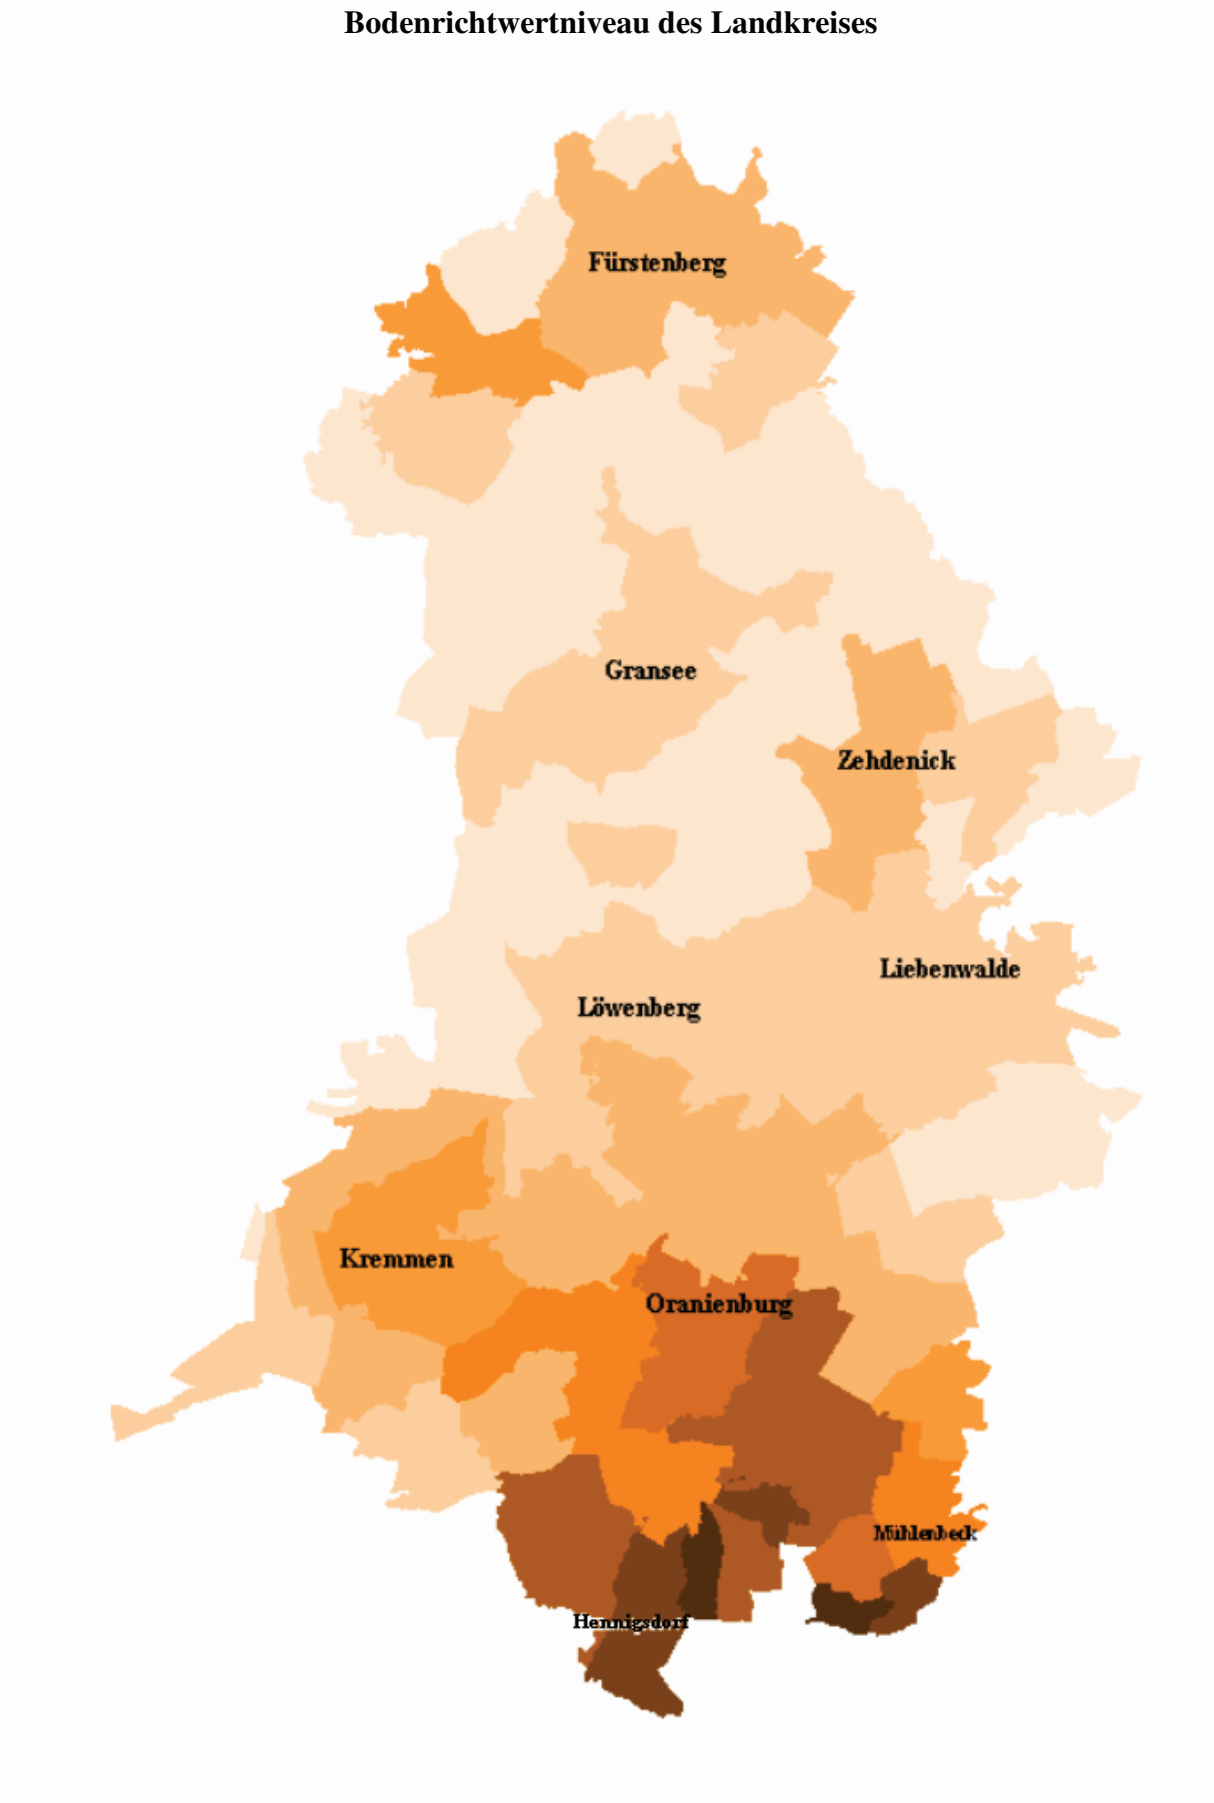 Bodenrichtwertniveau des Landkreises
Fürstenberg
Gransee
Zehdenick
Liebenwalde
Löwenberg
Kremmen
Oranienburg
Mühlenbeck
Hennigsdorf